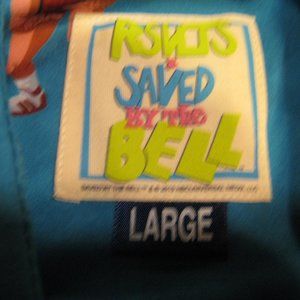 RSVLTS
X
SAVED
BY THE
BELL
LARGE